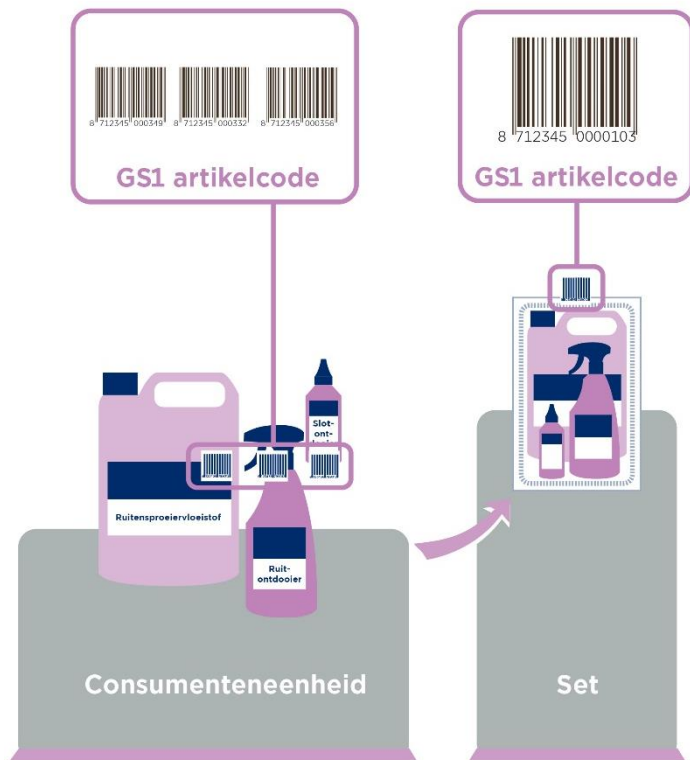 8 712345 000349 8 712345 000332 8 712345 000356
GS1 artikelcode
8 712345 0000103
GS1 artikelcode
Slot-
ont-
Ruitensproeiervloeistof
Ruit-
ontdooier
Consumenteneenheid
Set